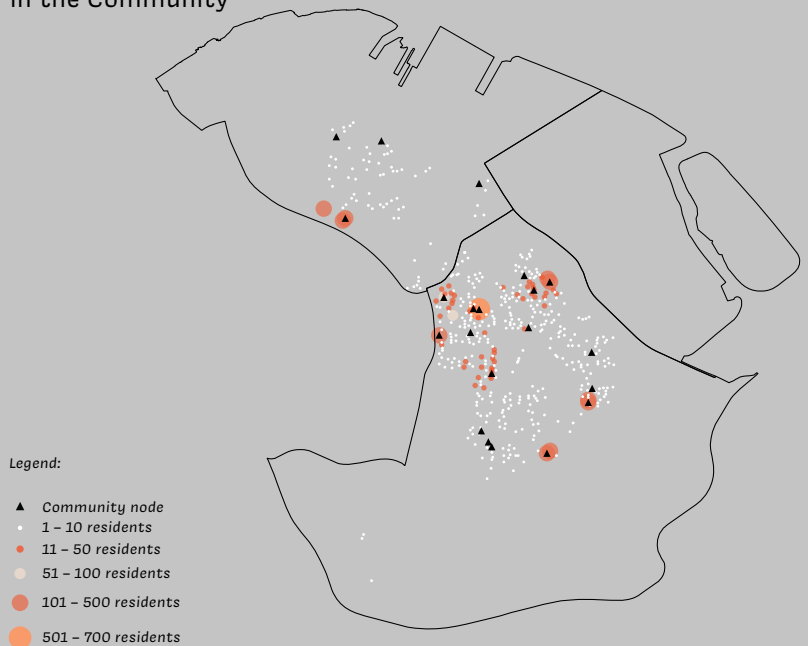 in the Community
Legend:
Community node
1 – 10 residents
11 – 50 residents
51 – 100 residents
101 – 500 residents
501 – 700 residents